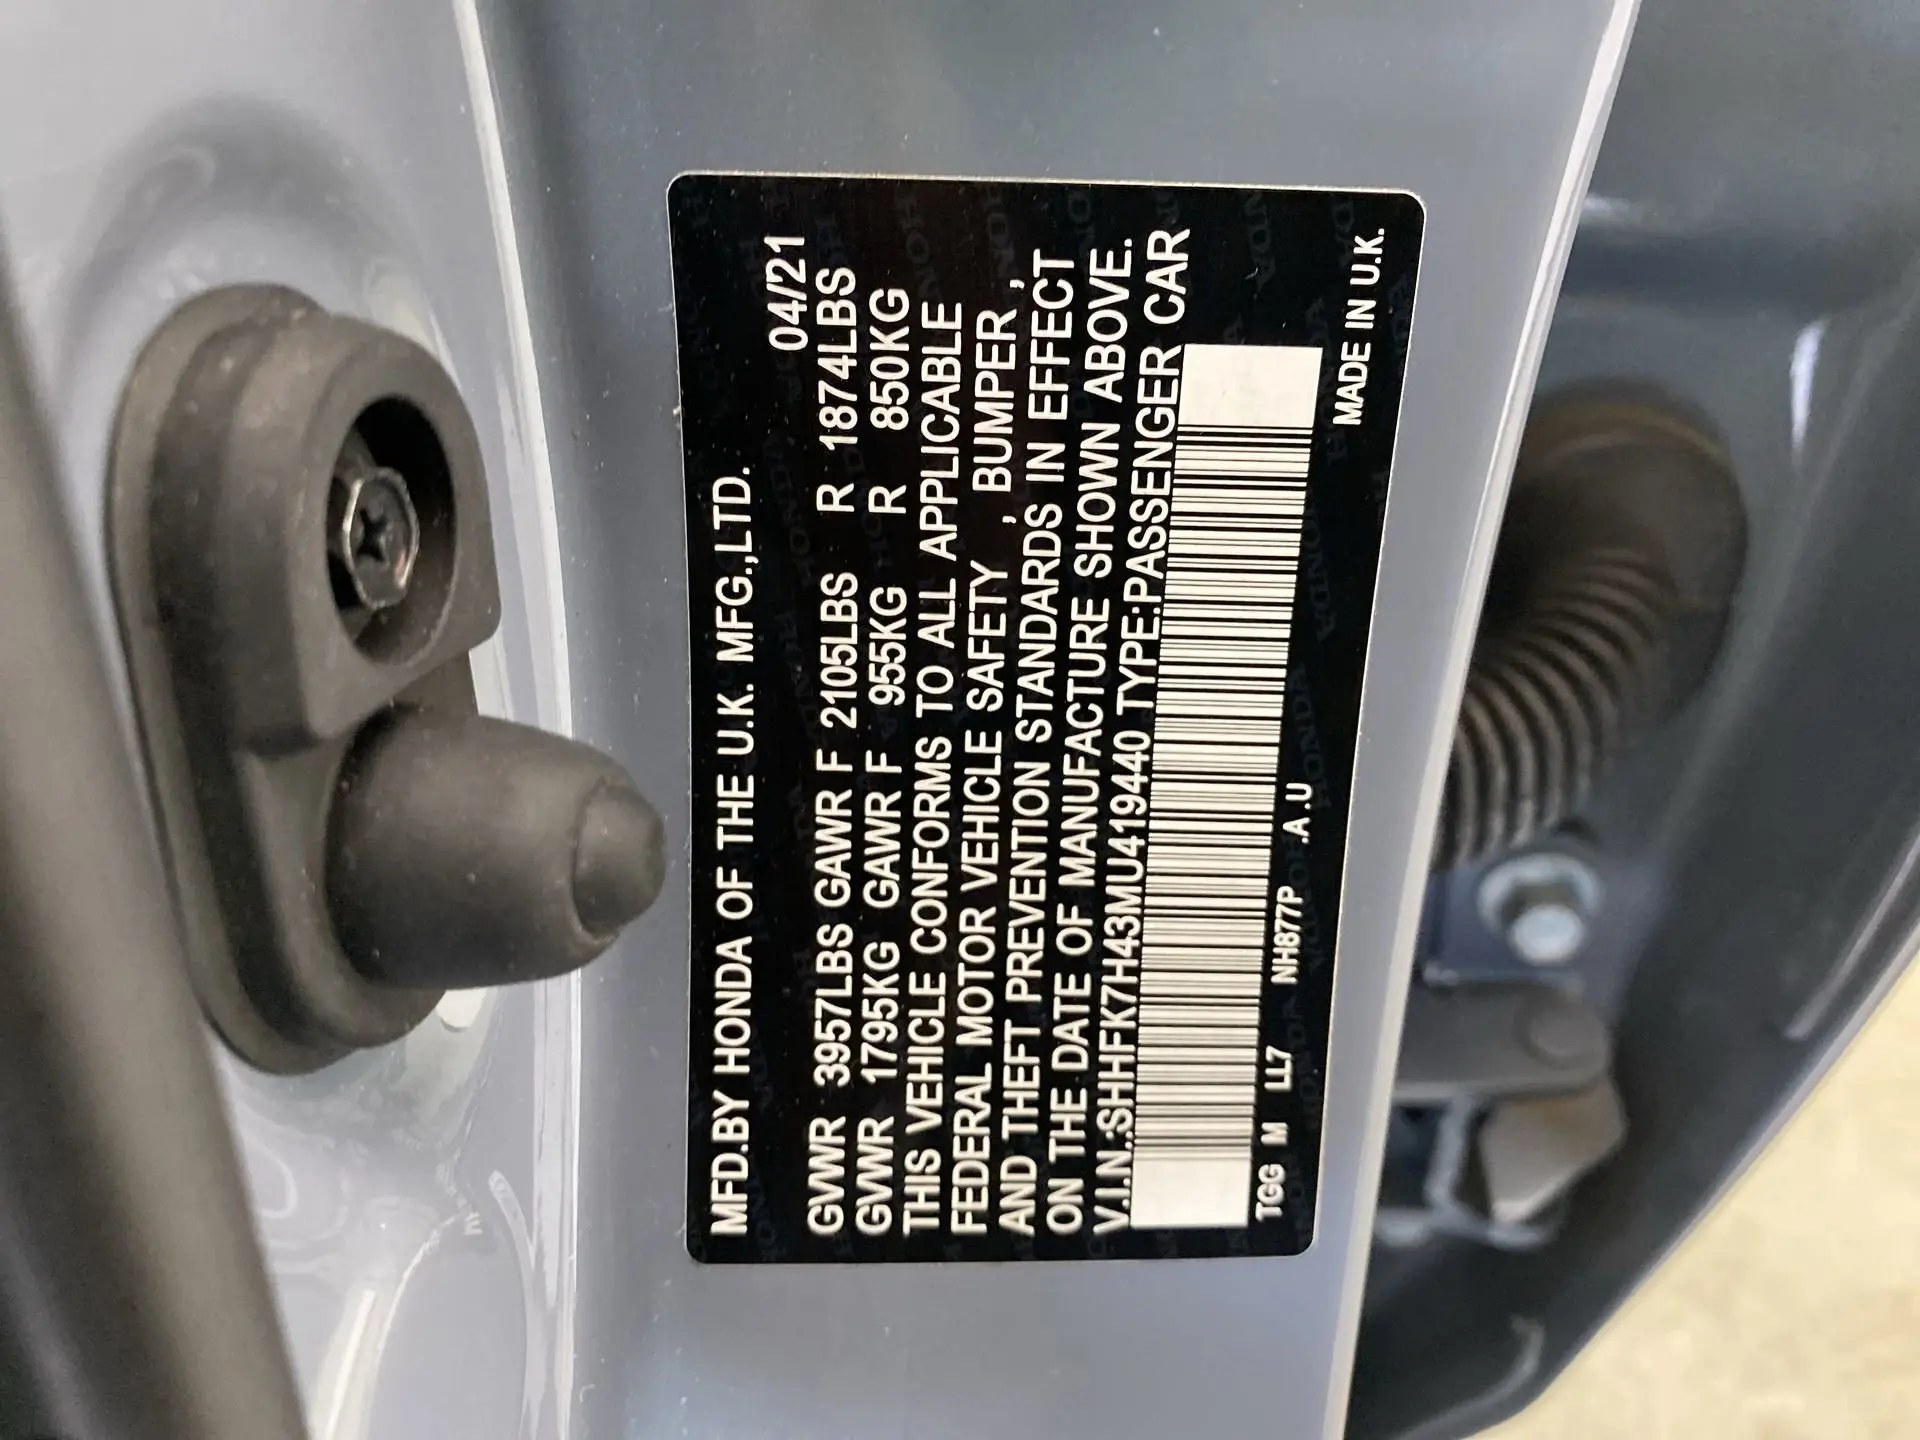 MFD.BY HONDA OF THE U.K. MFG.,LTD.
04/21
GVWR 3957LBS GAWR F 2105LBS R 1874LBS
GVWR 1795KG GAWR F 955KG R 850KG
THIS VEHICLE CONFORMS TO ALL APPLICABLE
FEDERAL MOTOR VEHICLE SAFETY , BUMPER ,
AND THEFT PREVENTION STANDARDS IN EFFECT
ON THE DATE OF MANUFACTURE SHOWN ABOVE.
V.I.N.:SHHFK7H43MU419440 TYPE:PASSENGER CAR
TGG M LL7 NH877P .A .U
MADE IN U.K.